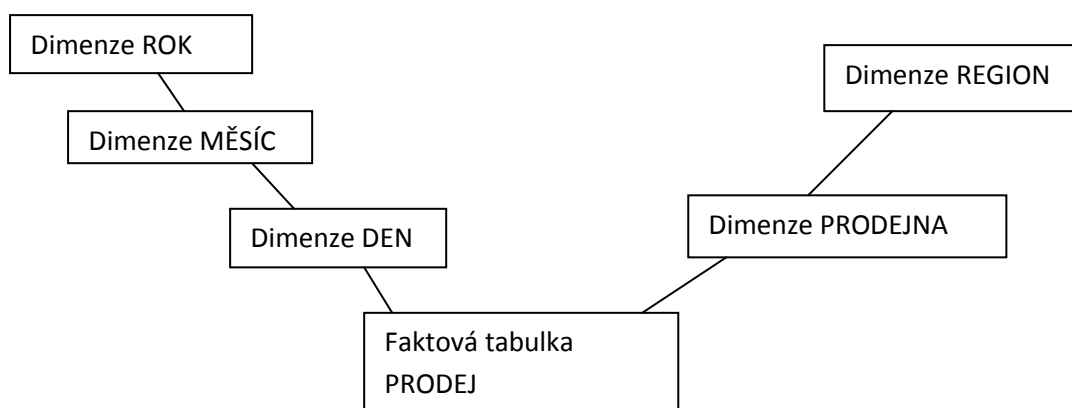 Dimenze ROK
Dimenze REGION
Dimenze MĚSÍC
Dimenze PRODEJNA
Dimenze DEN
Faktová tabulka
PRODEJ